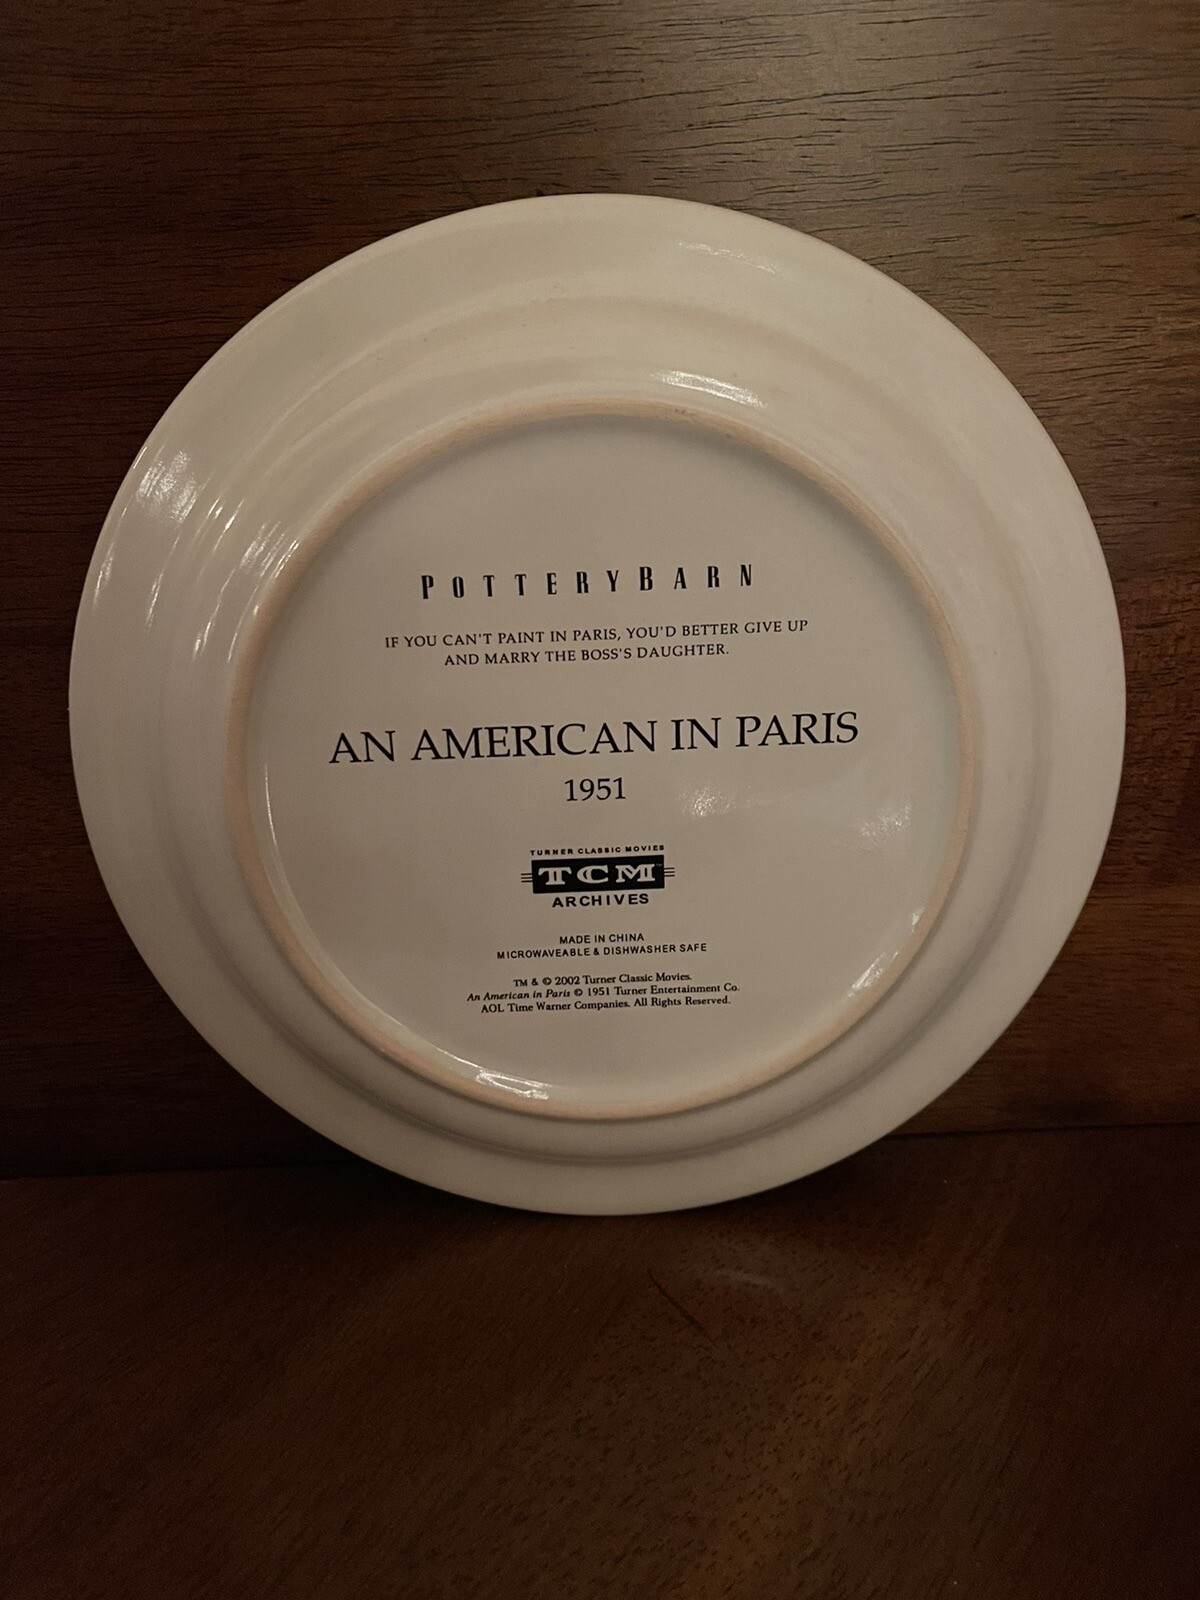 POTTERYBARN
IF YOU CAN'T PAINT IN PARIS, YOU'D BETTER GIVE UP
AND MARRY THE BOSS'S DAUGHTER.
AN AMERICAN IN PARIS
1951
TURNER CLASSIC MOVIES
TCM
ARCHIVES
MADE IN CHINA
MICROWAVEABLE & DISHWASHER SAFE
TM & © 2002 Turner Classic Movies.
An American in Paris © 1951 Turner Entertainment Co.
AOL Time Warner Companies. All Rights Reserved.